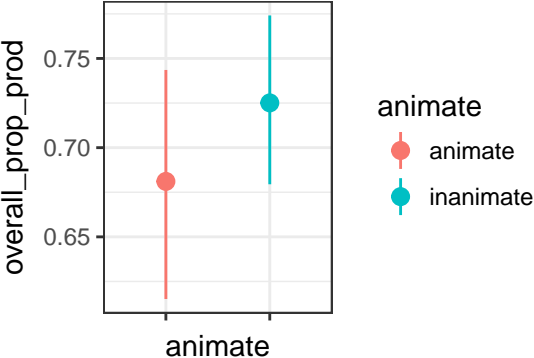 overall_prop_prod
0.75
0.70
0.65
animate
animate
animate
inanimate